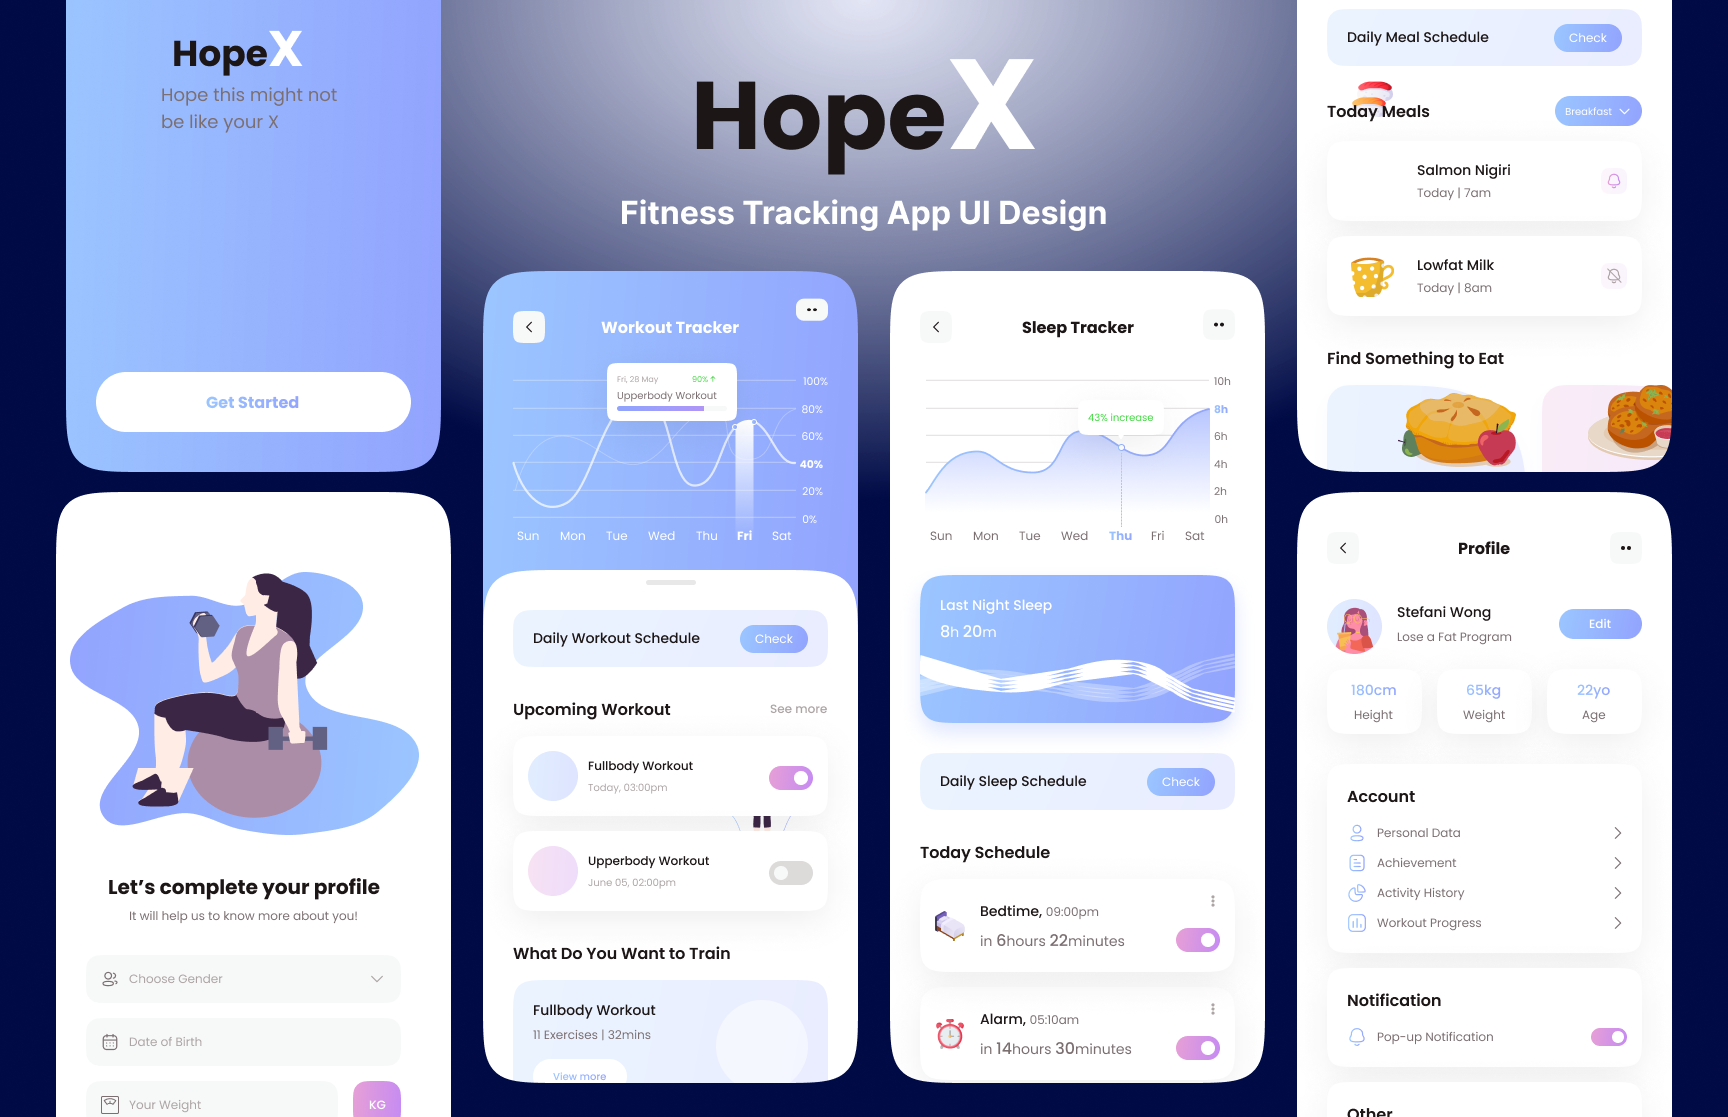 HopeX
Hope this might not
be like your X
Get Started
Let's complete your profile
It will help us to know more about you!
Choose Gender
Date of Birth
Your Weight
KG
HopeX
Fitness Tracking App UI Design
Workout Tracker
Fri, 28 May
90% ↑
Upperbody Workout
100%
80%
60%
40%
20%
0%
Sun Mon Tue Wed Thu Fri Sat
Daily Workout Schedule
Check
Upcoming Workout
See more
Fullbody Workout
Today, 03:00pm
Upperbody Workout
June 05, 02:00pm
What Do You Want to Train
Fullbody Workout
11 Exercises | 32mins
View more
Sleep Tracker
10h
8h
6h
4h
2h
0h
43% increase
Sun Mon Tue Wed Thu Fri Sat
Last Night Sleep
8h 20m
Daily Sleep Schedule
Check
Today Schedule
Bedtime, 09:00pm
in 6hours 22minutes
Alarm, 05:10am
in 14hours 30minutes
Daily Meal Schedule
Check
Today Meals
Breakfast
Salmon Nigiri
Today | 7am
Lowfat Milk
Today | 8am
Find Something to Eat
Profile
Stefani Wong
Lose a Fat Program
Edit
180cm
Height
65kg
Weight
22yo
Age
Account
Personal Data
Achievement
Activity History
Workout Progress
Notification
Pop-up Notification
Other